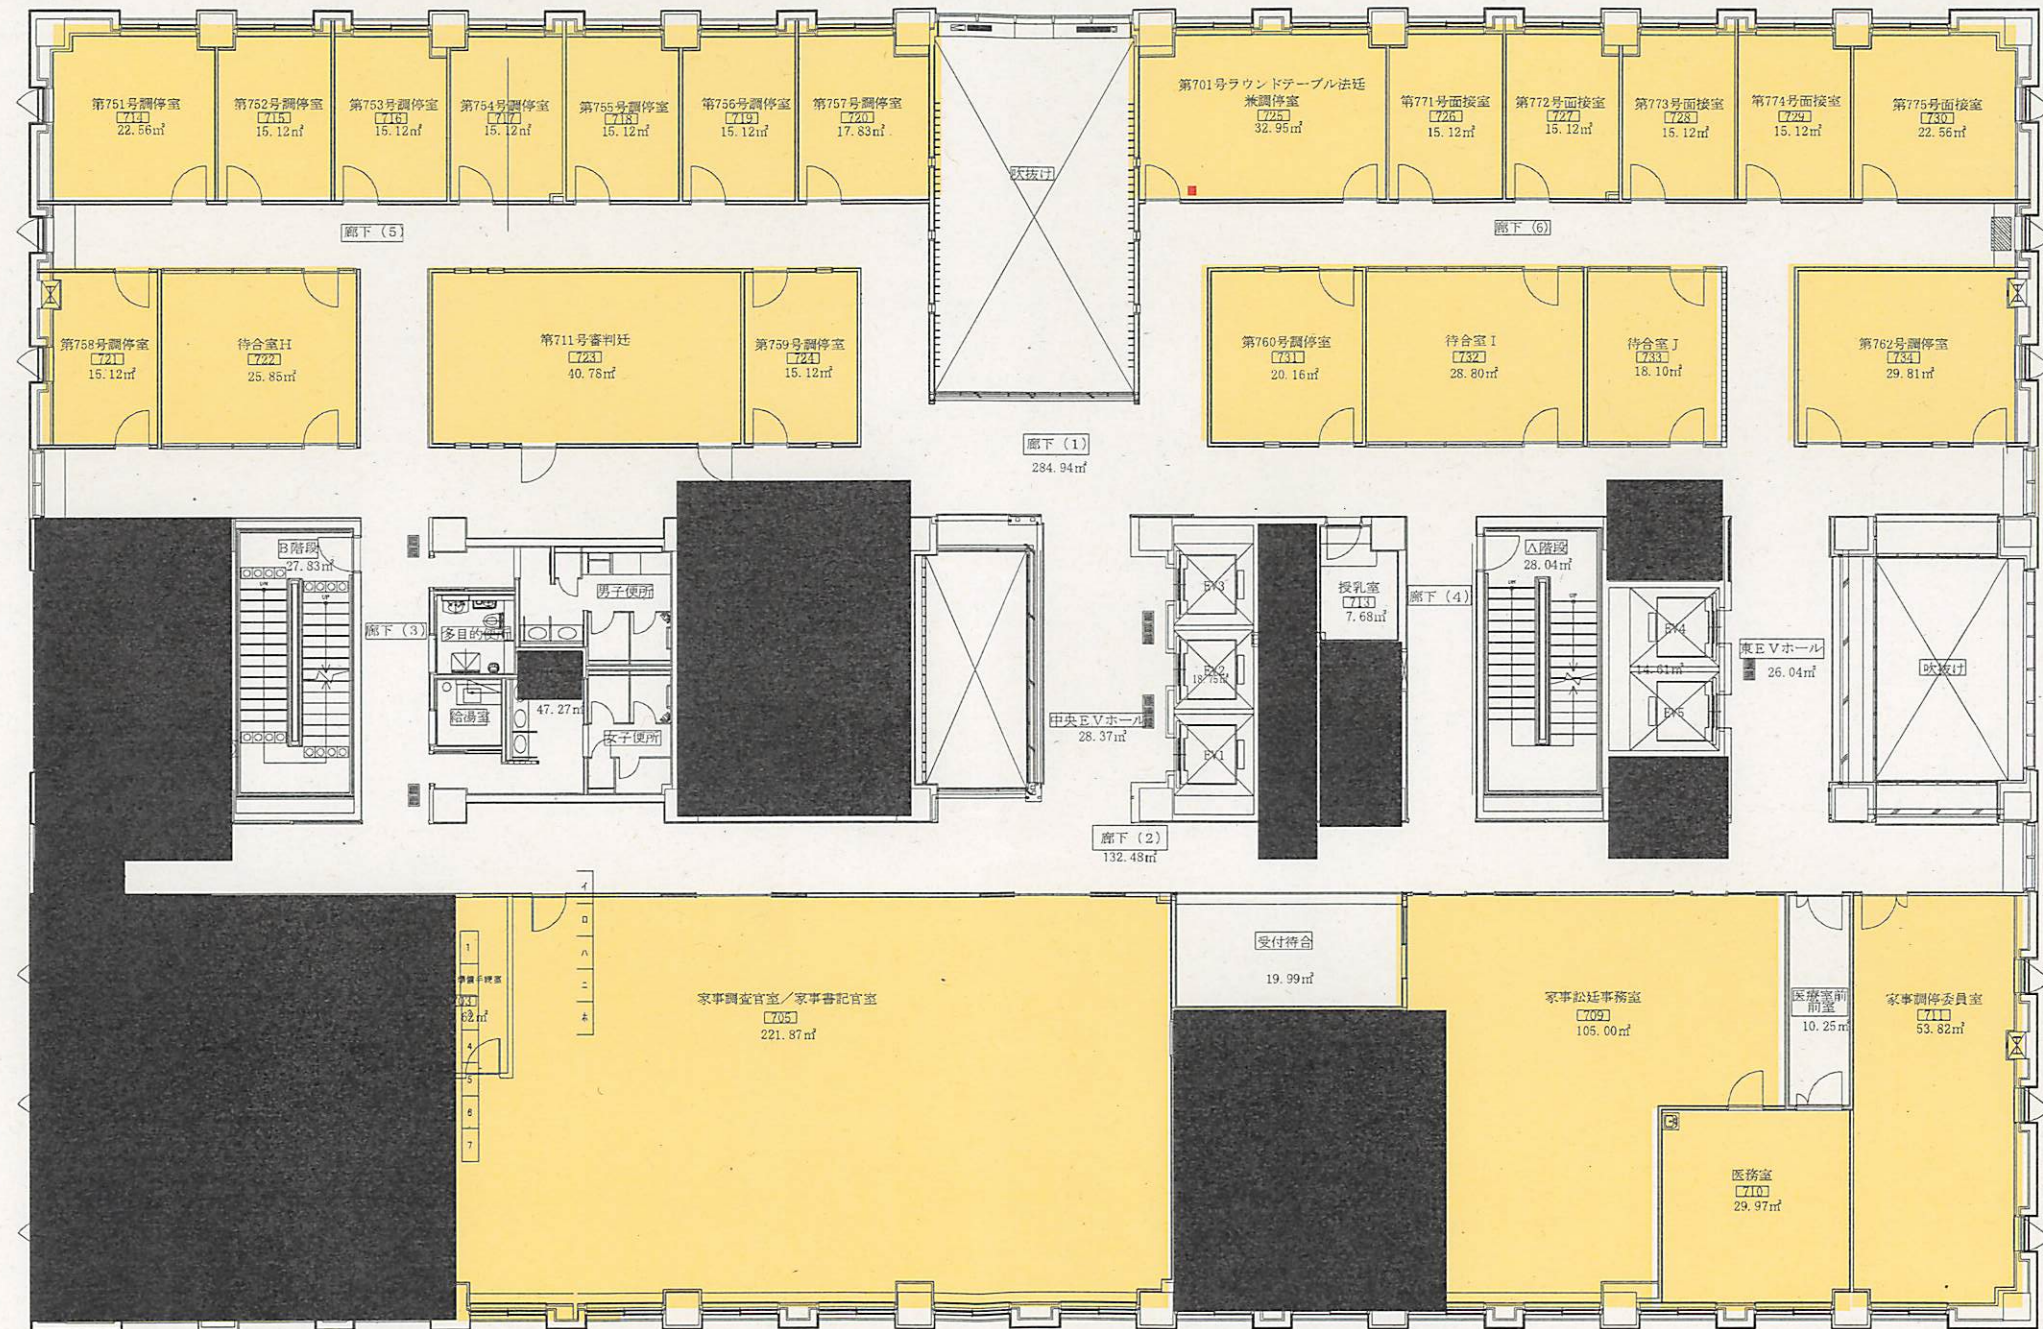 第751号調停室
714
22.56㎡
第752号調停室
715
15.12㎡
第753号調停室
716
15.12㎡
第754号調停室
717
15.12㎡
第755号調停室
718
15.12㎡
第756号調停室
719
15.12㎡
第757号調停室
720
17.83㎡
吹抜け
第701号ラウンドテーブル法廷
兼調停室
725
32.95㎡
第771号面接室
726
15.12㎡
第772号面接室
727
15.12㎡
第773号面接室
728
15.12㎡
第774号面接室
729
15.12㎡
第775号面接室
730
22.56㎡
廊下（5）
廊下（6）
第758号調停室
721
15.12㎡
待合室H
722
25.85㎡
第711号審判廷
723
40.78㎡
第759号調停室
724
15.12㎡
第760号調停室
731
20.16㎡
待合室I
732
28.80㎡
待合室J
733
18.10㎡
第762号調停室
734
29.81㎡
廊下（1）
284.94㎡
B階段
27.83㎡
UP
UP
廊下（3）
男子便所
多目的便所
給湯室
47.27㎡
女子便所
EV3
EV2
18.75㎡
EV1
中央EVホール
28.37㎡
授乳室
713
7.68㎡
廊下（4）
A階段
28.04㎡
UP
UP
EV4
14.61㎡
EV5
東EVホール
26.04㎡
吹抜け
廊下（2）
132.48㎡
イ
ロ
ハ
ニ
ホ
1
準備手続室
703
62㎡
4
5
6
7
家事調査官室／家事書記官室
705
221.87㎡
受付待合
19.99㎡
家事訟廷事務室
709
105.00㎡
医療室前
前室
10.25㎡
家事調停委員室
711
53.82㎡
医務室
710
29.97㎡